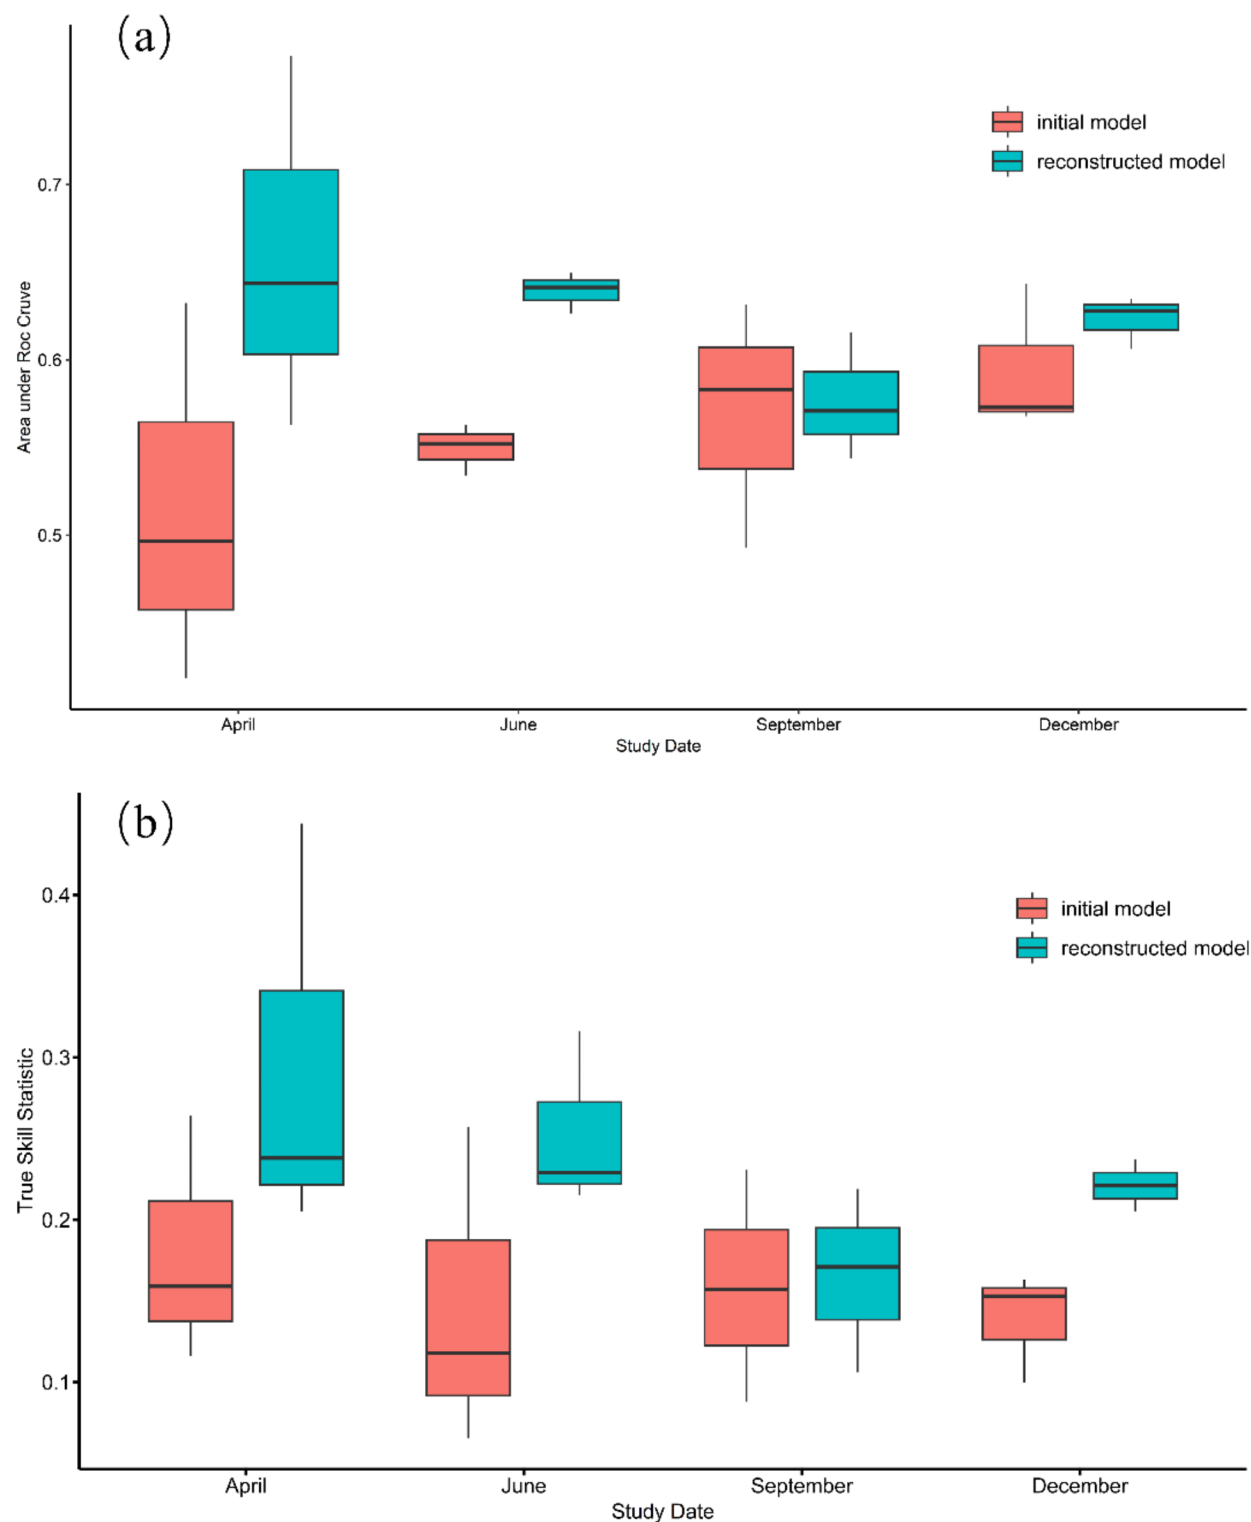 (a)
initial model
reconstructed model
0.7
0.6
0.5
Area under Roc Cruve
April June September December
Study Date
(b)
initial model
reconstructed model
0.4
0.3
0.2
0.1
True Skill Statistic
April June September December
Study Date